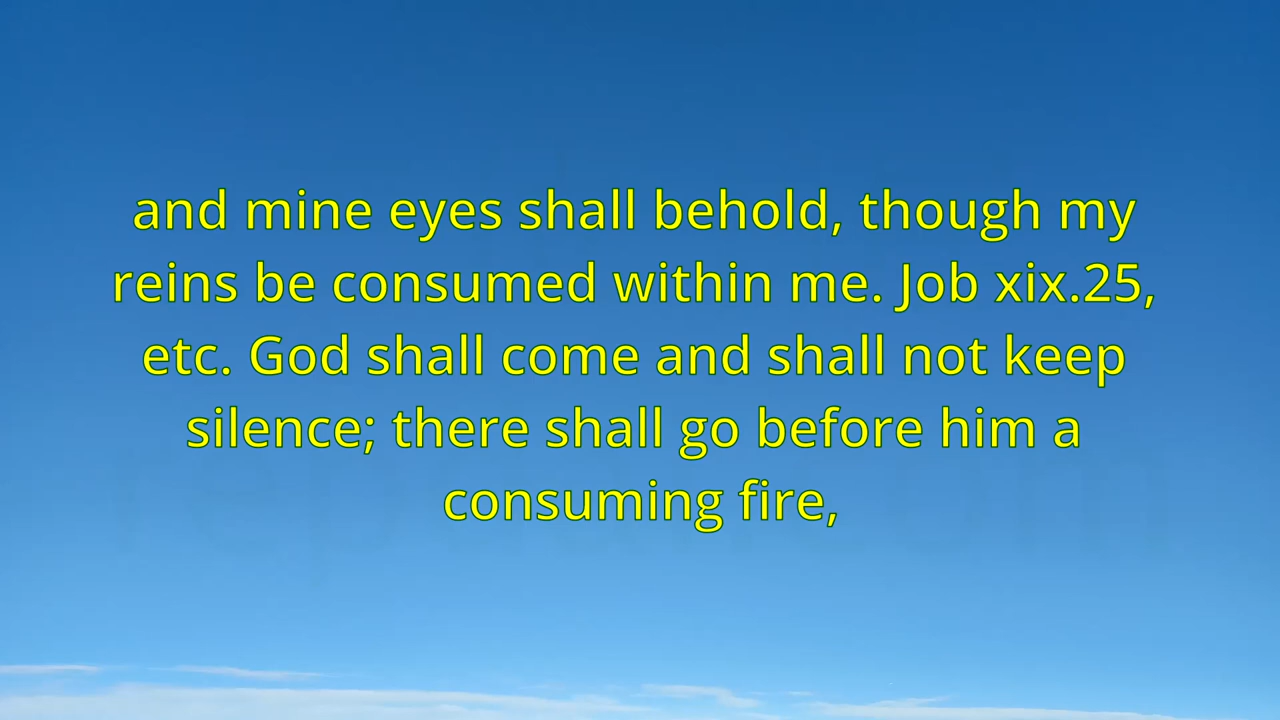 and mine eyes shall behold, though my
reins be consumed within me. Job xix.25,
etc. God shall come and shall not keep
silence; there shall go before him a
consuming fire,